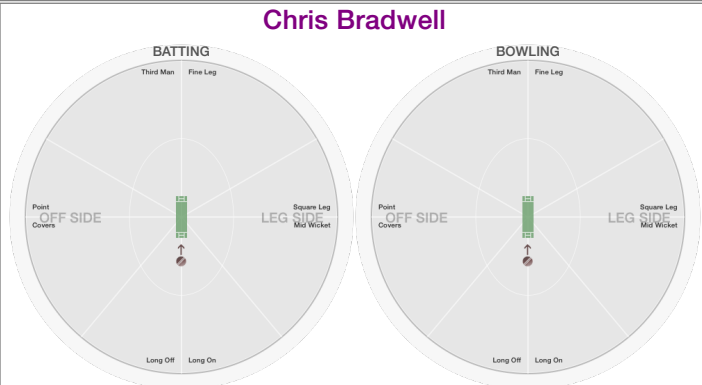 Chris Bradwell
BATTING
Third Man Fine Leg
Point
OFF SIDE
Covers
Square Leg
LEG SIDE
Mid Wicket
Long Off Long On
BOWLING
Third Man Fine Leg
Point
OFF SIDE
Covers
Square Leg
LEG SIDE
Mid Wicket
Long Off Long On